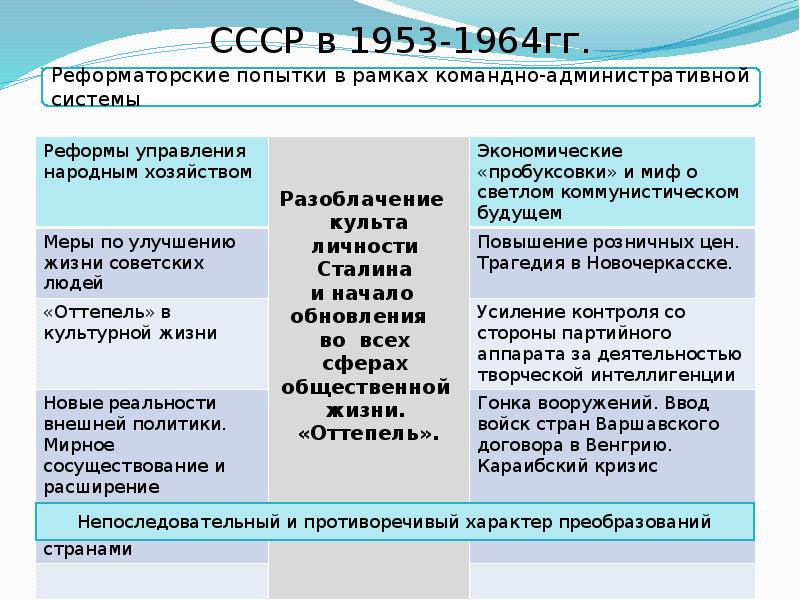 СССР в 1953-1964гг.
Реформаторские попытки в рамках командно-административной
системы
Реформы управления
народным хозяйством
Меры по улучшению
жизни советских
людей
«Оттепель» в
культурной жизни
Новые реальности
внешней политики.
Мирное
сосуществование и
расширение
странами
Разоблачение
культа
личности
Сталина
и начало
обновления
во всех
сферах
общественной
жизни.
«Оттепель».
Экономические
«пробуксовки» и миф о
светлом коммунистическом
будущем
Повышение розничных цен.
Трагедия в Новочеркасске.
Усиление контроля со
стороны партийного
аппарата за деятельностью
творческой интеллигенции
Гонка вооружений. Ввод
войск стран Варшавского
договора в Венгрию.
Караибский кризис
Непоследовательный и противоречивый характер преобразований